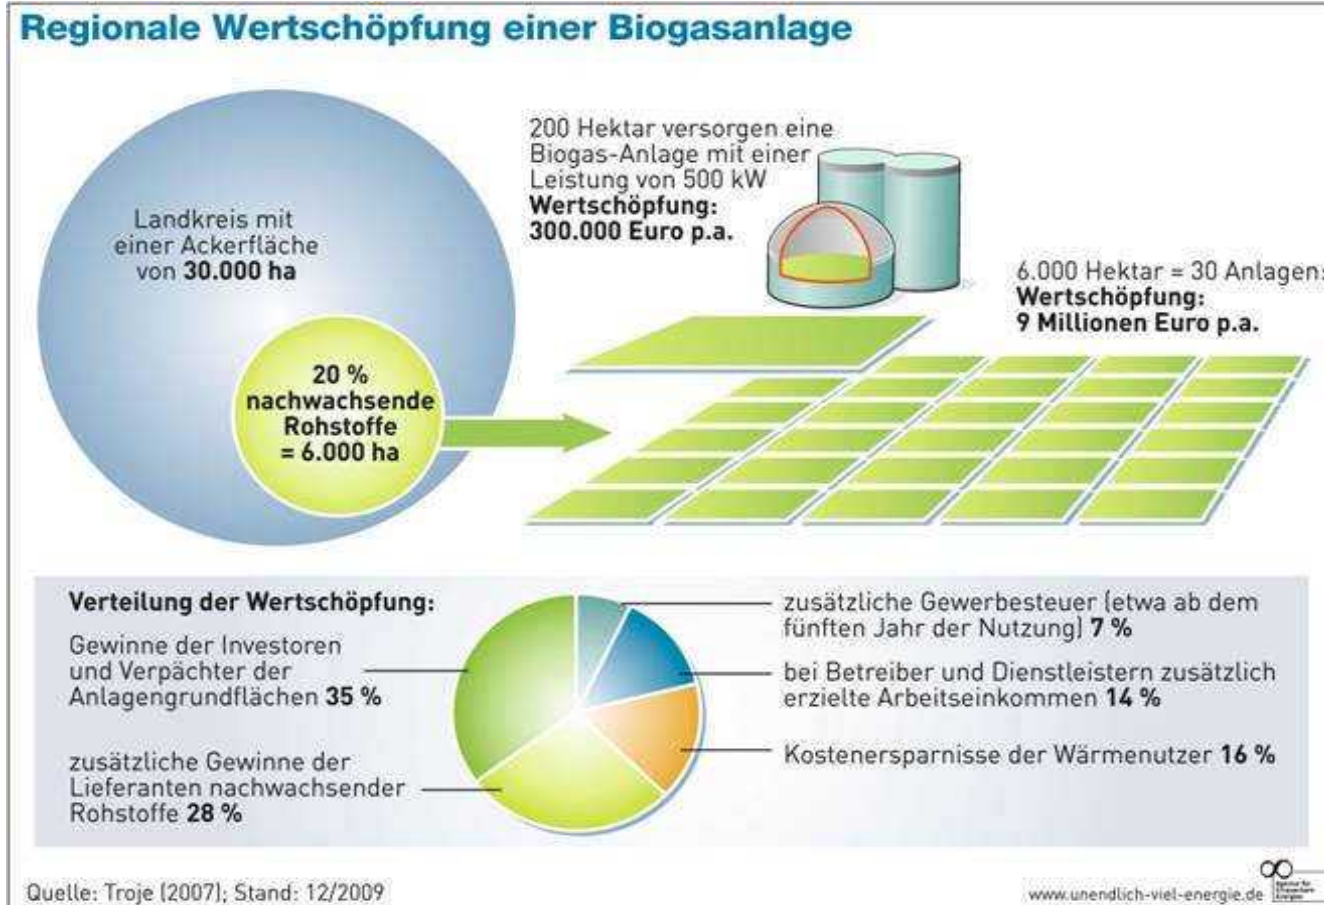 Regionale Wertschöpfung einer Biogasanlage
Landkreis mit
einer Ackerfläche
von 30.000 ha
20 %
nachwachsende
Rohstoffe
= 6.000 ha
200 Hektar versorgen eine
Biogas-Anlage mit einer
Leistung von 500 kW
Wertschöpfung:
300.000 Euro p.a.
6.000 Hektar = 30 Anlagen:
Wertschöpfung:
9 Millionen Euro p.a.
Verteilung der Wertschöpfung:
Gewinne der Investoren
und Verpächter der
Anlagengrundflächen 35 %
zusätzliche Gewinne der
Lieferanten nachwachsender
Rohstoffe 28 %
zusätzliche Gewerbesteuer (etwa ab dem
fünften Jahr der Nutzung) 7 %
bei Betreiber und Dienstleistern zusätzlich
erzielte Arbeitseinkommen 14 %
Kostenersparnisse der Wärmenutzer 16 %
Quelle: Troje (2007); Stand: 12/2009
www.unendlich-viel-energie.de